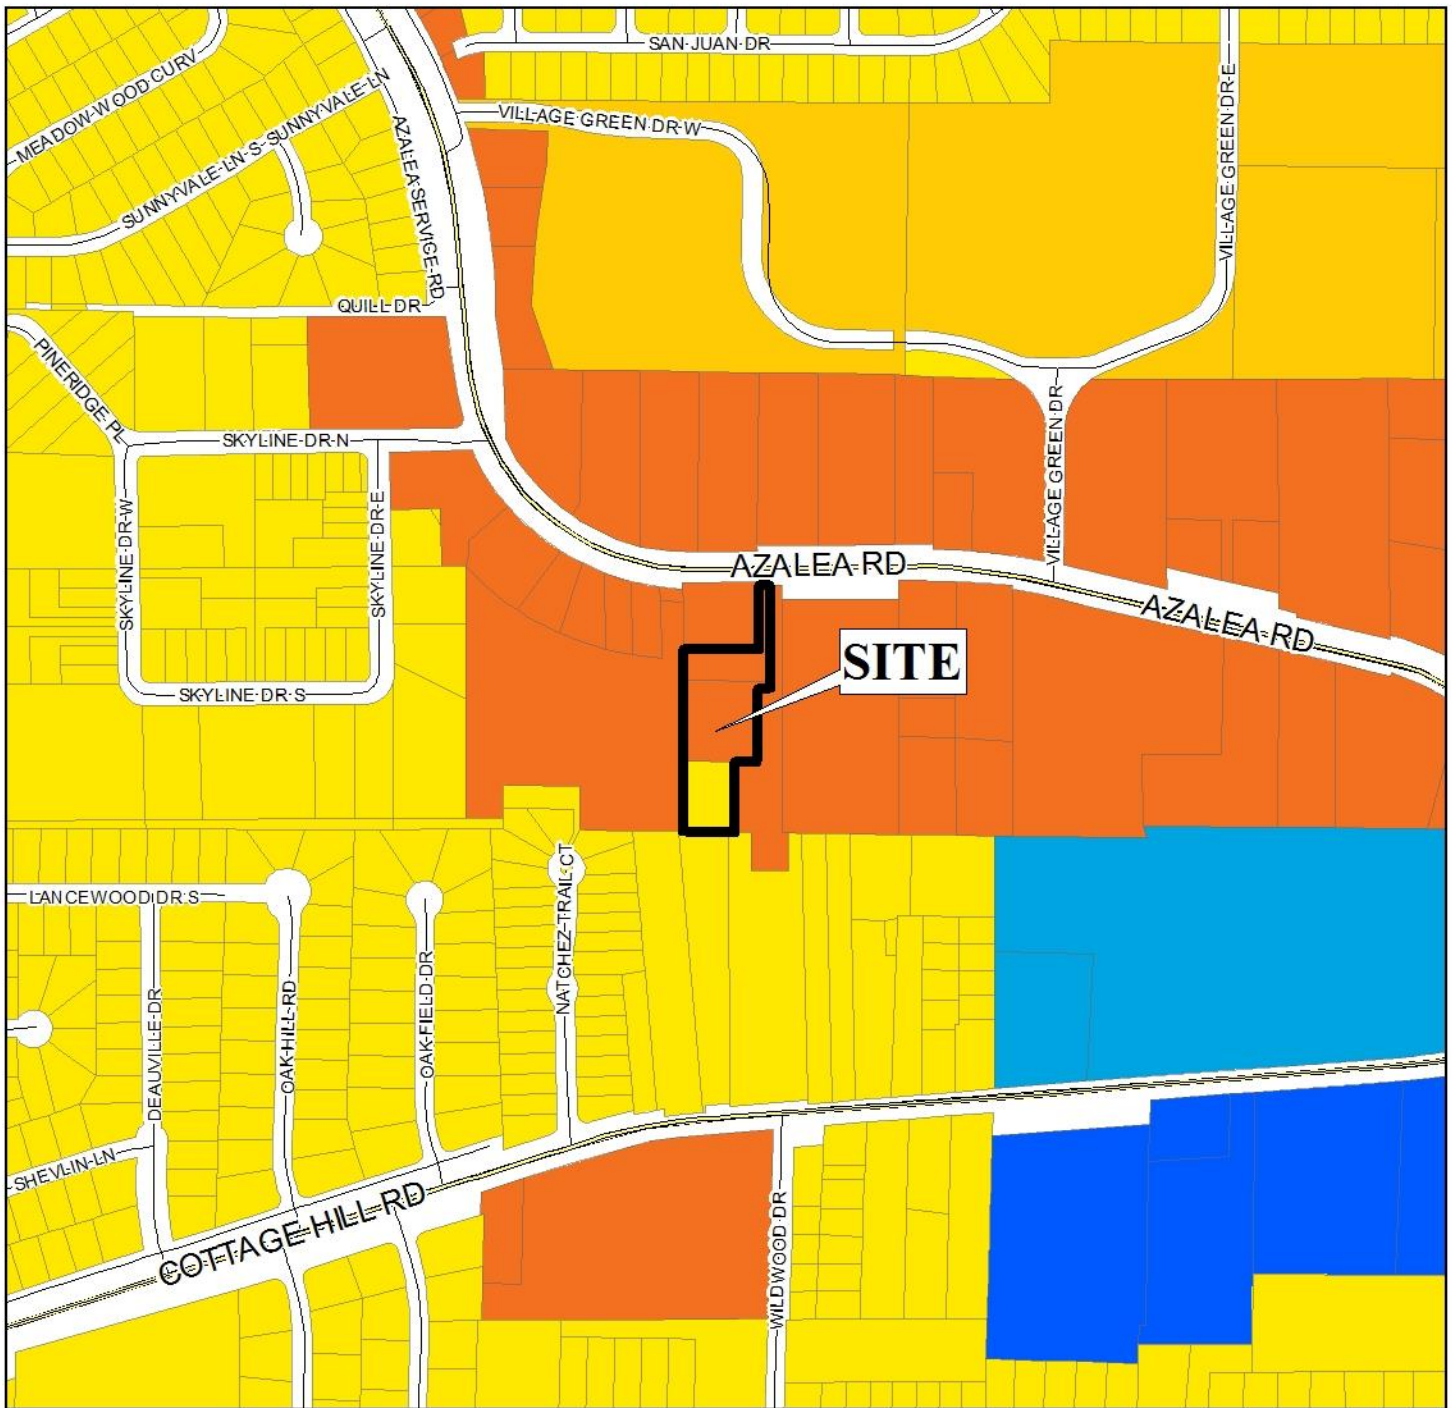 SAN JUAN DR
MEADOW WOOD CURV
SUNNYVALE LN S
SUNNYVALE LN
AZALEA SERVICE RD
VILLAGE GREEN DR W
VILLAGE GREEN DR E
QUILL DR
PINERIDGE PL
SKYLINE DR N
VILLAGE GREEN DR
SKYLINE DR W
SKYLINE DR E
AZALEA RD
AZALEA RD
SITE
SKYLINE DR S
LANCEWOOD DR S
NATCHEZ TRAIL CT
DEAUVILLE DR
OAK HILL RD
OAK FIELD DR
SHEVLIN LN
COTTAGE HILL RD
WILDWOOD DR